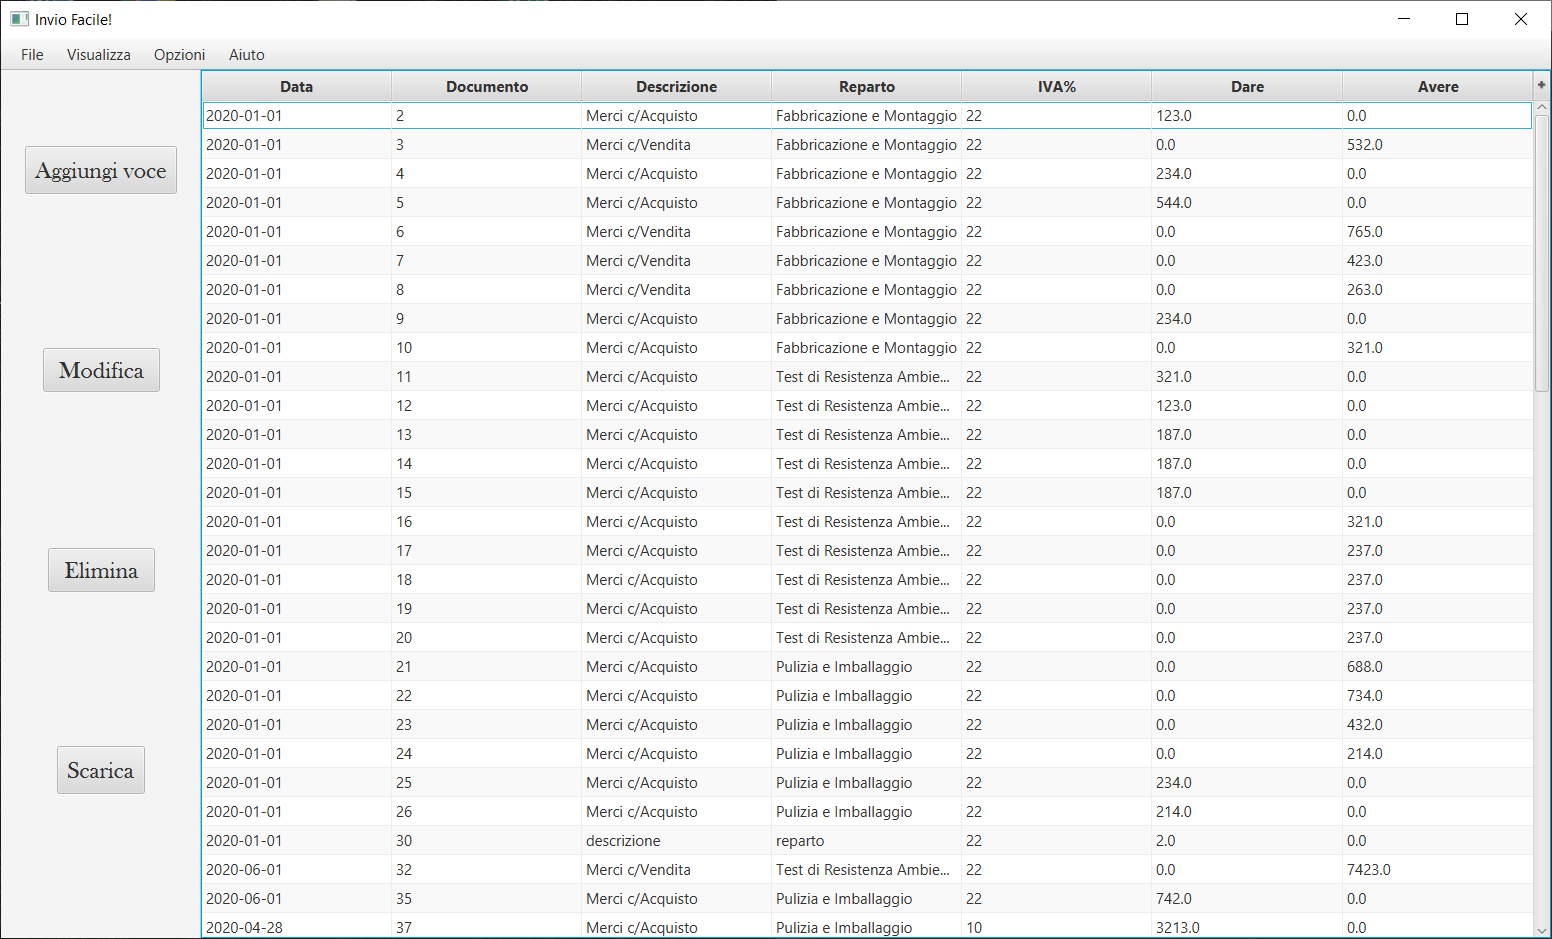 Invio Facile!
File Visualizza Opzioni Aiuto
Data Documento Descrizione Reparto IVA% Dare Avere +
2020-01-01 2 Merci c/Acquisto Fabbricazione e Montaggio 22 123.0 0.0
2020-01-01 3 Merci c/Vendita Fabbricazione e Montaggio 22 0.0 532.0
Aggiungi voce
2020-01-01 4 Merci c/Acquisto Fabbricazione e Montaggio 22 234.0 0.0
2020-01-01 5 Merci c/Acquisto Fabbricazione e Montaggio 22 544.0 0.0
2020-01-01 6 Merci c/Vendita Fabbricazione e Montaggio 22 0.0 765.0
2020-01-01 7 Merci c/Vendita Fabbricazione e Montaggio 22 0.0 423.0
2020-01-01 8 Merci c/Vendita Fabbricazione e Montaggio 22 0.0 263.0
2020-01-01 9 Merci c/Acquisto Fabbricazione e Montaggio 22 234.0 0.0
2020-01-01 10 Merci c/Acquisto Fabbricazione e Montaggio 22 0.0 321.0
Modifica
2020-01-01 11 Merci c/Acquisto Test di Resistenza Ambie... 22 321.0 0.0
2020-01-01 12 Merci c/Acquisto Test di Resistenza Ambie... 22 123.0 0.0
2020-01-01 13 Merci c/Acquisto Test di Resistenza Ambie... 22 187.0 0.0
2020-01-01 14 Merci c/Acquisto Test di Resistenza Ambie... 22 187.0 0.0
2020-01-01 15 Merci c/Acquisto Test di Resistenza Ambie... 22 187.0 0.0
2020-01-01 16 Merci c/Acquisto Test di Resistenza Ambie... 22 0.0 321.0
2020-01-01 17 Merci c/Acquisto Test di Resistenza Ambie... 22 0.0 237.0
Elimina
2020-01-01 18 Merci c/Acquisto Test di Resistenza Ambie... 22 0.0 237.0
2020-01-01 19 Merci c/Acquisto Test di Resistenza Ambie... 22 0.0 237.0
2020-01-01 20 Merci c/Acquisto Test di Resistenza Ambie... 22 0.0 237.0
2020-01-01 21 Merci c/Acquisto Pulizia e Imballaggio 22 0.0 688.0
2020-01-01 22 Merci c/Acquisto Pulizia e Imballaggio 22 0.0 734.0
2020-01-01 23 Merci c/Acquisto Pulizia e Imballaggio 22 0.0 432.0
2020-01-01 24 Merci c/Acquisto Pulizia e Imballaggio 22 0.0 214.0
Scarica
2020-01-01 25 Merci c/Acquisto Pulizia e Imballaggio 22 234.0 0.0
2020-01-01 26 Merci c/Acquisto Pulizia e Imballaggio 22 214.0 0.0
2020-01-01 30 descrizione reparto 22 2.0 0.0
2020-06-01 32 Merci c/Vendita Test di Resistenza Ambie... 22 0.0 7423.0
2020-06-01 35 Merci c/Acquisto Pulizia e Imballaggio 22 742.0 0.0
2020-04-28 37 Merci c/Acquisto Pulizia e Imballaggio 10 3213.0 0.0